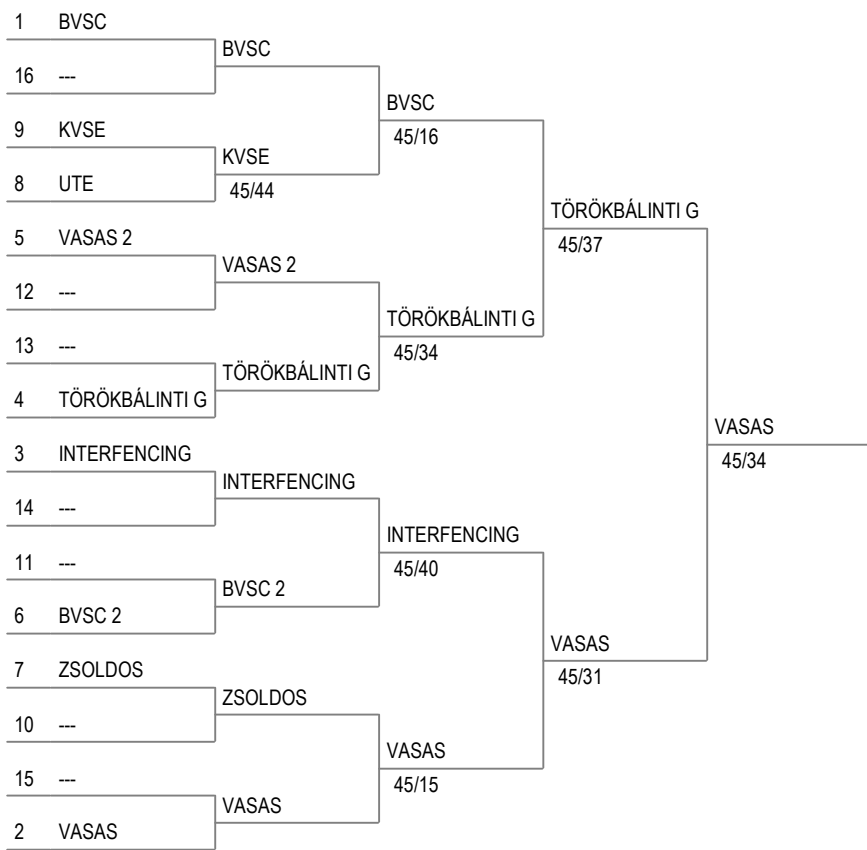 1 BVSC
BVSC
16 ---
BVSC
45/16
9 KVSE
KVSE
45/44
8 UTE
TÖRÖKBÁLINTI G
45/37
5 VASAS 2
VASAS 2
12 ---
TÖRÖKBÁLINTI G
45/34
13 ---
TÖRÖKBÁLINTI G
4 TÖRÖKBÁLINTI G
VASAS
45/34
3 INTERFENCING
INTERFENCING
14 ---
INTERFENCING
45/40
11 ---
BVSC 2
6 BVSC 2
VASAS
45/31
7 ZSOLDOS
ZSOLDOS
10 ---
VASAS
45/15
15 ---
VASAS
2 VASAS